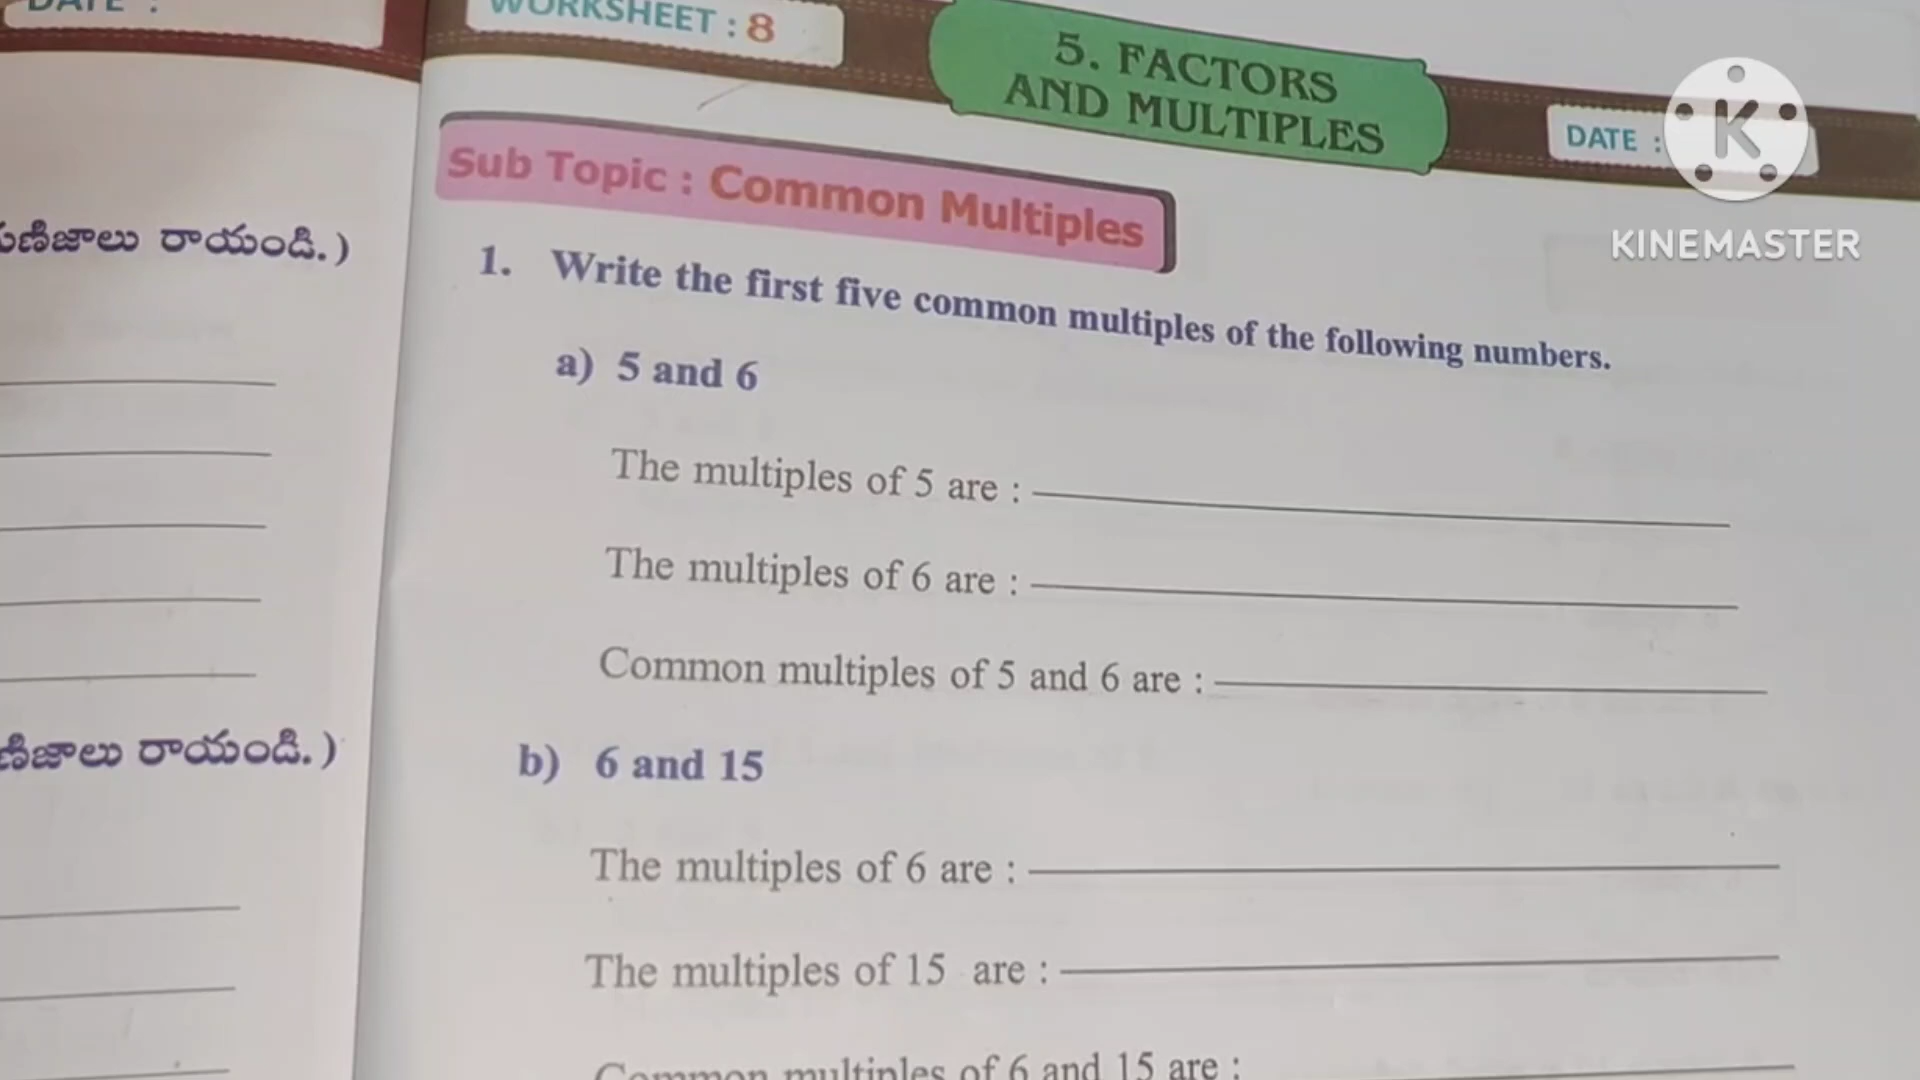 WORKSHEET : 8
5. FACTORS
AND MULTIPLES
DATE :
KINEMASTER
Sub Topic : Common Multiples
1. Write the first five common multiples of the following numbers.
a) 5 and 6
The multiples of 5 are :
The multiples of 6 are :
Common multiples of 5 and 6 are :
b) 6 and 15
The multiples of 6 are :
The multiples of 15 are :
Common multiples of 6 and 15 are :
DATE :
రాయండి.)
రాయండి.)